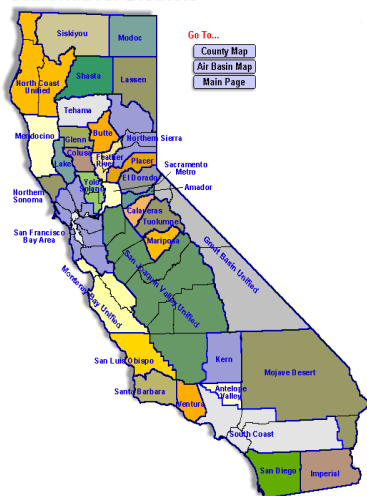 Siskiyou
Modoc
Go To...
County Map
Air Basin Map
Main Page
North Coast
Unified
Shasta
Lassen
Tehama
Mendocino
Butte
Glenn
Northern Sierra
Colusa
Feather
River
Placer
Lake
Sacramento
Metro
El Dorado
Yolo
Solano
Amador
Northern
Sonoma
Calaveras
Tuolumne
San Francisco
Bay Area
Mariposa
Great Basin Unified
San Joaquin Valley Unified
Monterey Bay Unified
San Luis Obispo
Kern
Mojave Desert
Santa Barbara
Antelope
Valley
Ventura
South Coast
San Diego
Imperial